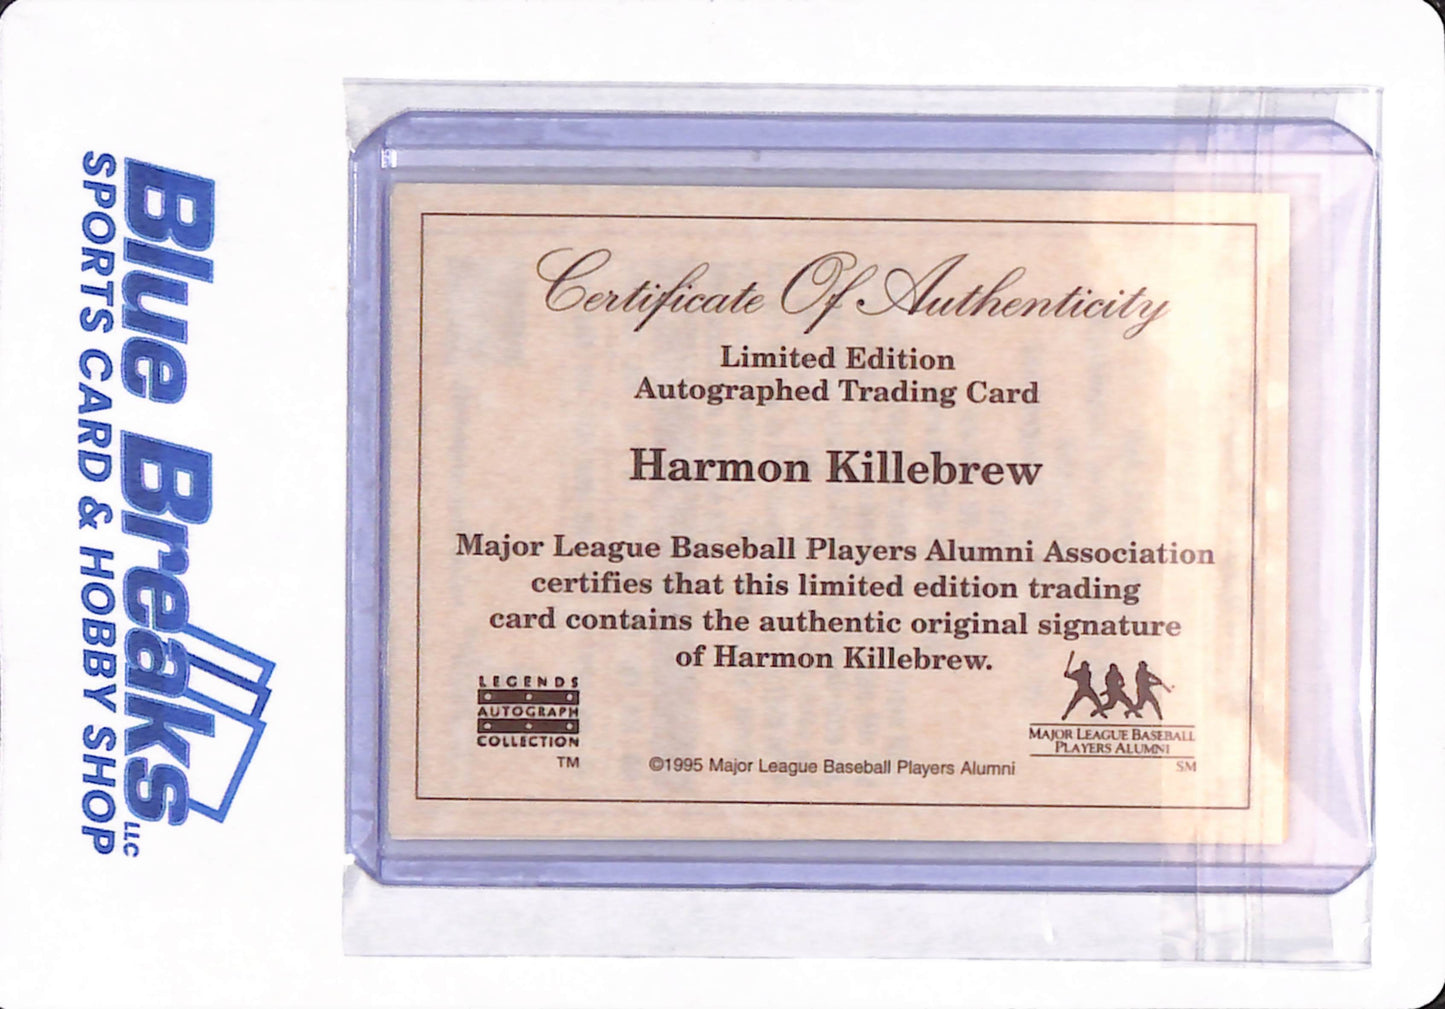 Blue Breaks LLC
SPORTS CARD & HOBBY SHOP
Certificate Of Authenticity
Limited Edition
Autographed Trading Card
Harmon Killebrew
Major League Baseball Players Alumni Association
certifies that this limited edition trading
card contains the authentic original signature
of Harmon Killebrew.
LEGENDS
AUTOGRAPH
COLLECTION
TM
©1995 Major League Baseball Players Alumni
MAJOR LEAGUE BASEBALL
PLAYERS ALUMNI
SM